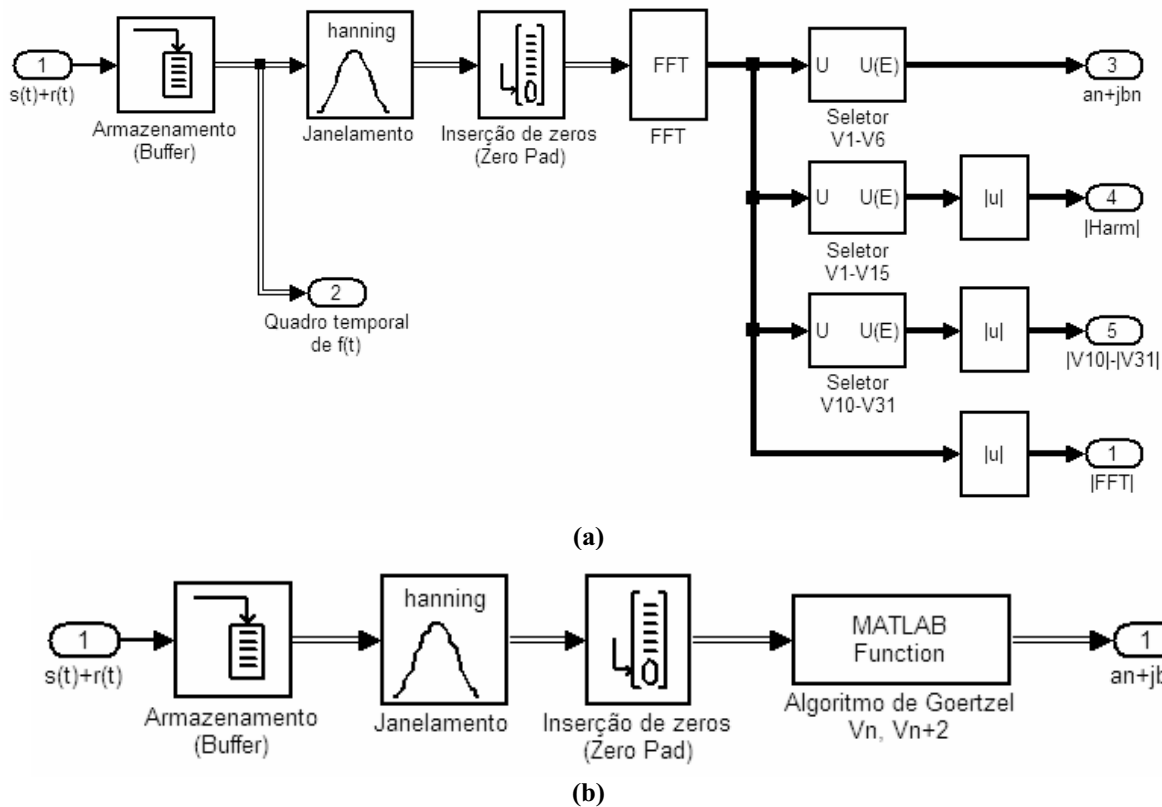 1
s(t)+r(t)
Armazenamento
(Buffer)
hanning
Janelamento
Inserção de zeros
(Zero Pad)
FFT
FFT
U U(E)
Seletor
V1-V6
3
an+jbn
2
Quadro temporal
de f(t)
U U(E)
Seletor
V1-V15
|u|
4
|Harm|
U U(E)
Seletor
V10-V31
|u|
5
|V10|-|V31|
|u|
1
|FFT|
(a)
1
s(t)+r(t)
Armazenamento
(Buffer)
hanning
Janelamento
Inserção de zeros
(Zero Pad)
MATLAB
Function
Algoritmo de Goertzel
Vn, Vn+2
1
an+jb
(b)